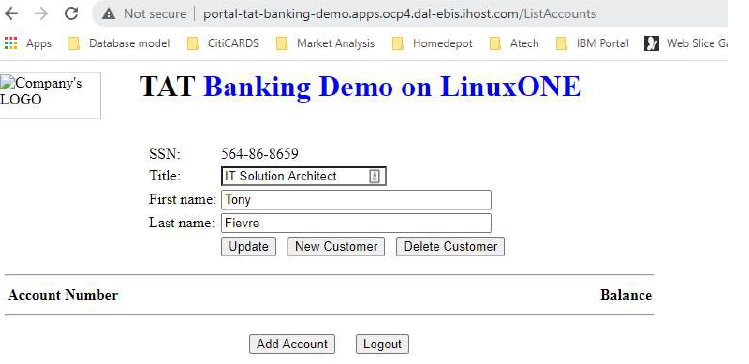 Not secure | portal-tat-banking-demo.apps.ocp4.dal-ebis.ihost.com/ListAccounts
Apps Database model CitiCARDS Market Analysis Homedepot Atech IBM Portal Web Slice Ga
Company's LOGO
TAT Banking Demo on LinuxONE
SSN: 564-86-8659
Title: IT Solution Architect
First name: Tony
Last name: Fievre
Update New Customer Delete Customer
Account Number Balance
Add Account Logout